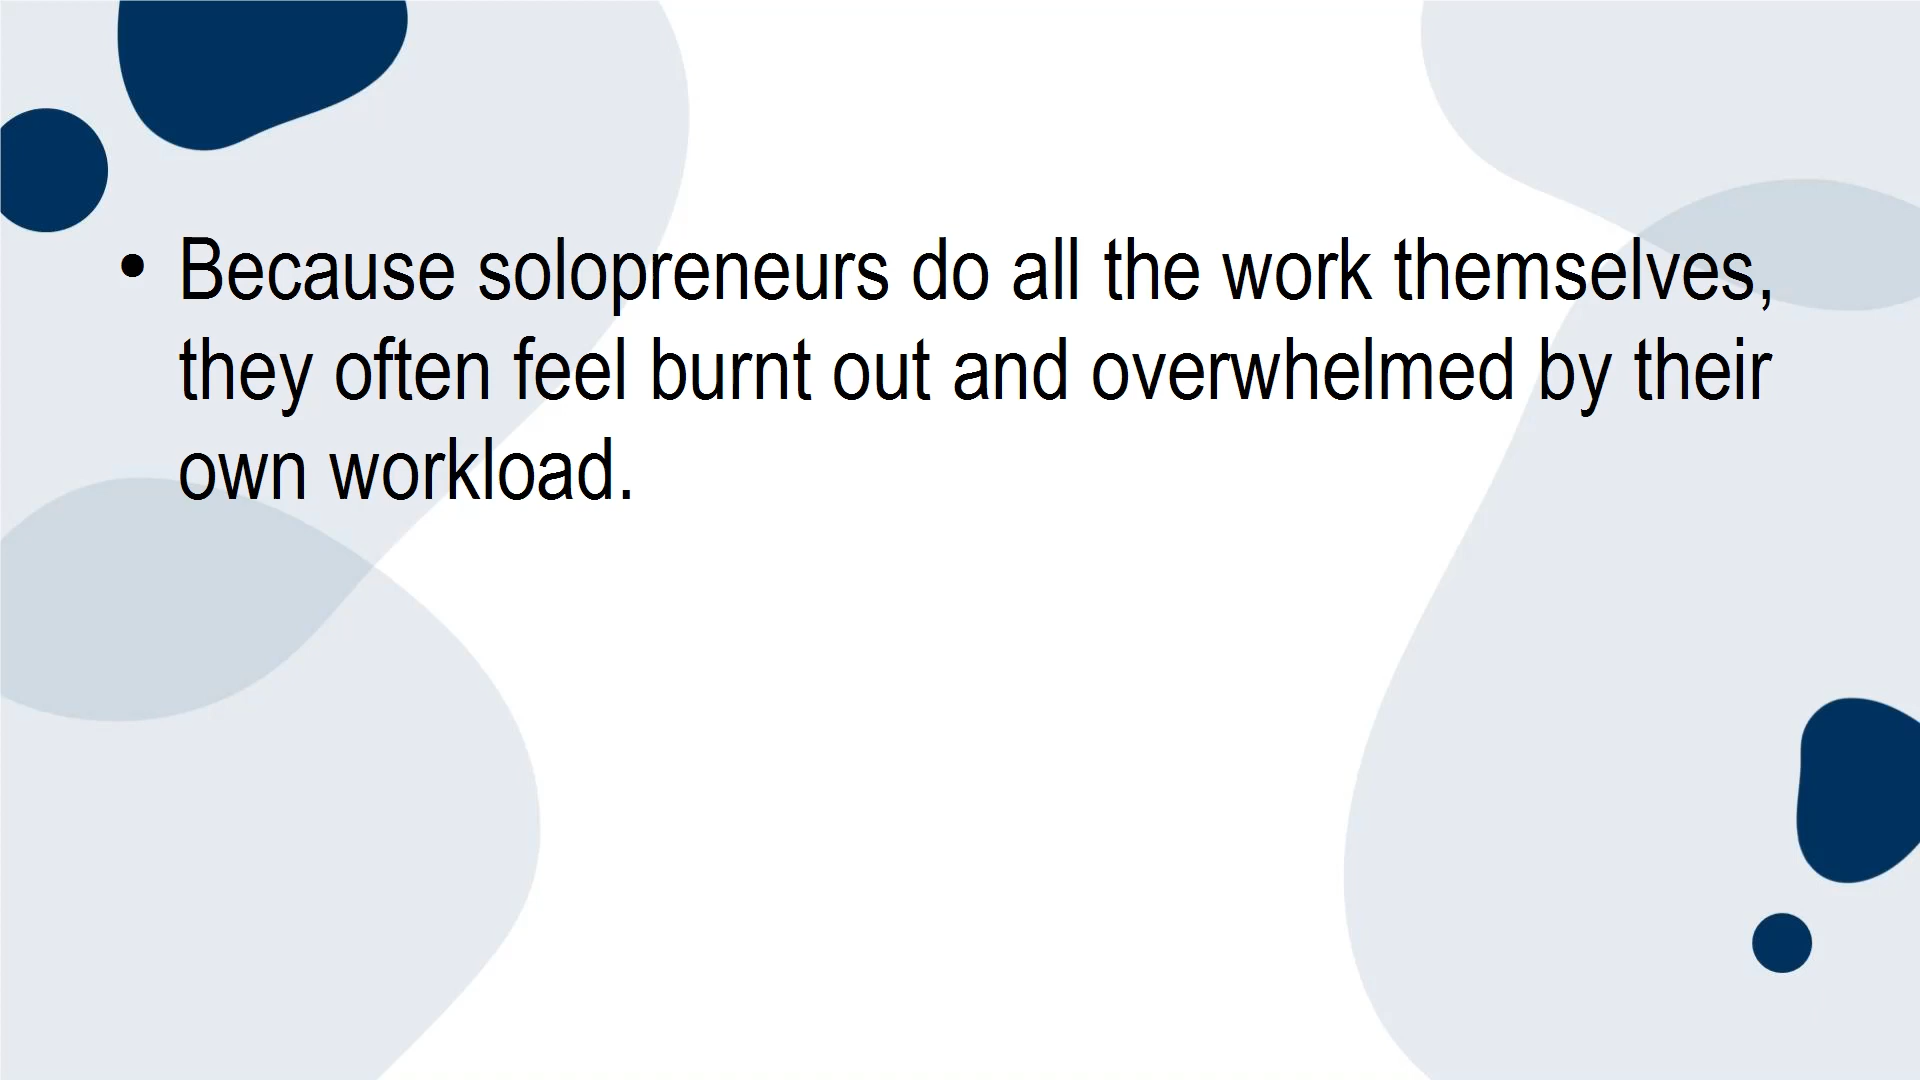 • Because solopreneurs do all the work themselves,
they often feel burnt out and overwhelmed by their
own workload.